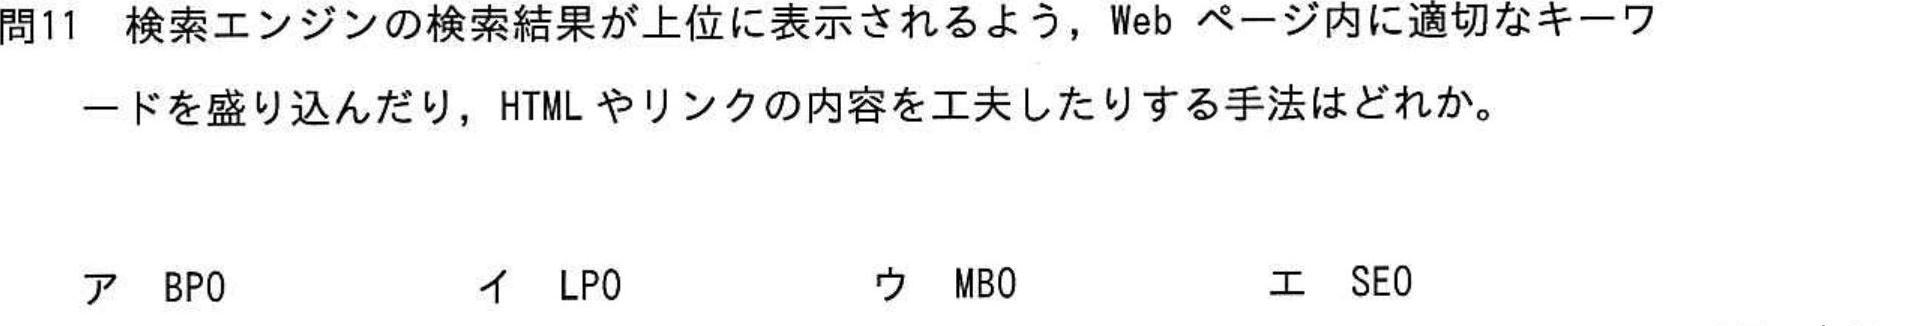 問11 検索エンジンの検索結果が上位に表示されるよう，Web ページ内に適切なキーワ
ードを盛り込んだり，HTML やリンクの内容を工夫したりする手法はどれか。
ア BPO イ LPO ウ MBO エ SEO